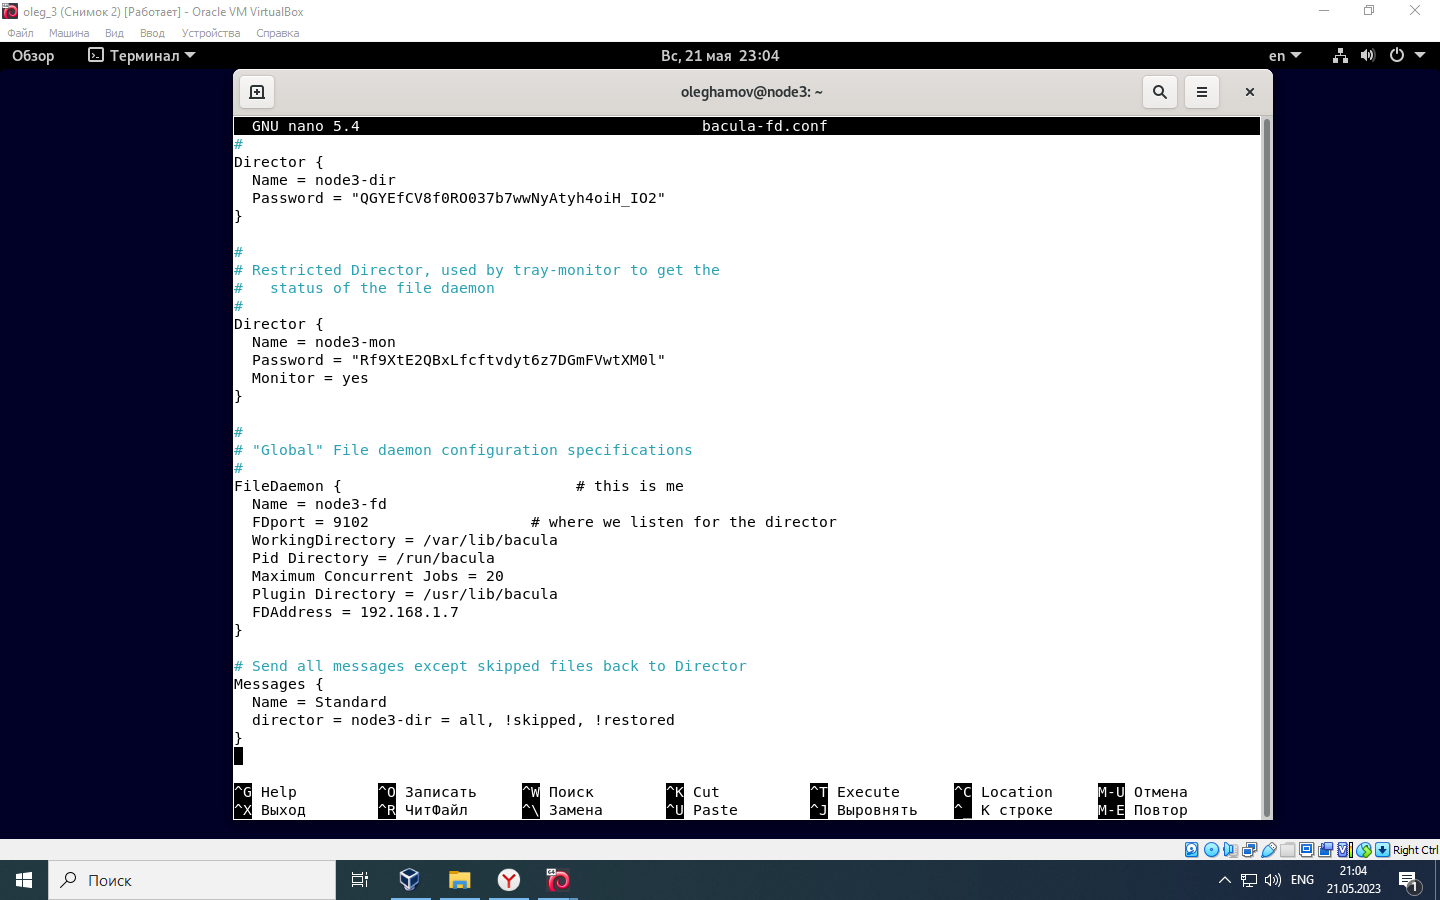 oleg_3 (Снимок 2) [Работает] - Oracle VM VirtualBox
Файл Машина Вид Ввод Устройства Справка
Обзор Терминал Вс, 21 мая 23:04 en
oleghamov@node3: ~
GNU nano 5.4 bacula-fd.conf
#
Director {
  Name = node3-dir
  Password = "QGYEfCV8f0RO037b7wwNyAtyh4oiH_IO2"
}
#
# Restricted Director, used by tray-monitor to get the
#   status of the file daemon
#
Director {
  Name = node3-mon
  Password = "Rf9XtE2QBxLfcftvdyt6z7DGmFVwtXM0l"
  Monitor = yes
}
#
# "Global" File daemon configuration specifications
#
FileDaemon {                          # this is me
  Name = node3-fd
  FDport = 9102                  # where we listen for the director
  WorkingDirectory = /var/lib/bacula
  Pid Directory = /run/bacula
  Maximum Concurrent Jobs = 20
  Plugin Directory = /usr/lib/bacula
  FDAddress = 192.168.1.7
}
# Send all messages except skipped files back to Director
Messages {
  Name = Standard
  director = node3-dir = all, !skipped, !restored
}
^G Help ^O Записать ^W Поиск ^K Cut ^T Execute ^C Location M-U Отмена
^X Выход ^R ЧитФайл ^\ Замена ^U Paste ^J Выровнять ^_ К строке M-E Повтор
Right Ctrl
Поиск ENG 21:04
21.05.2023
1